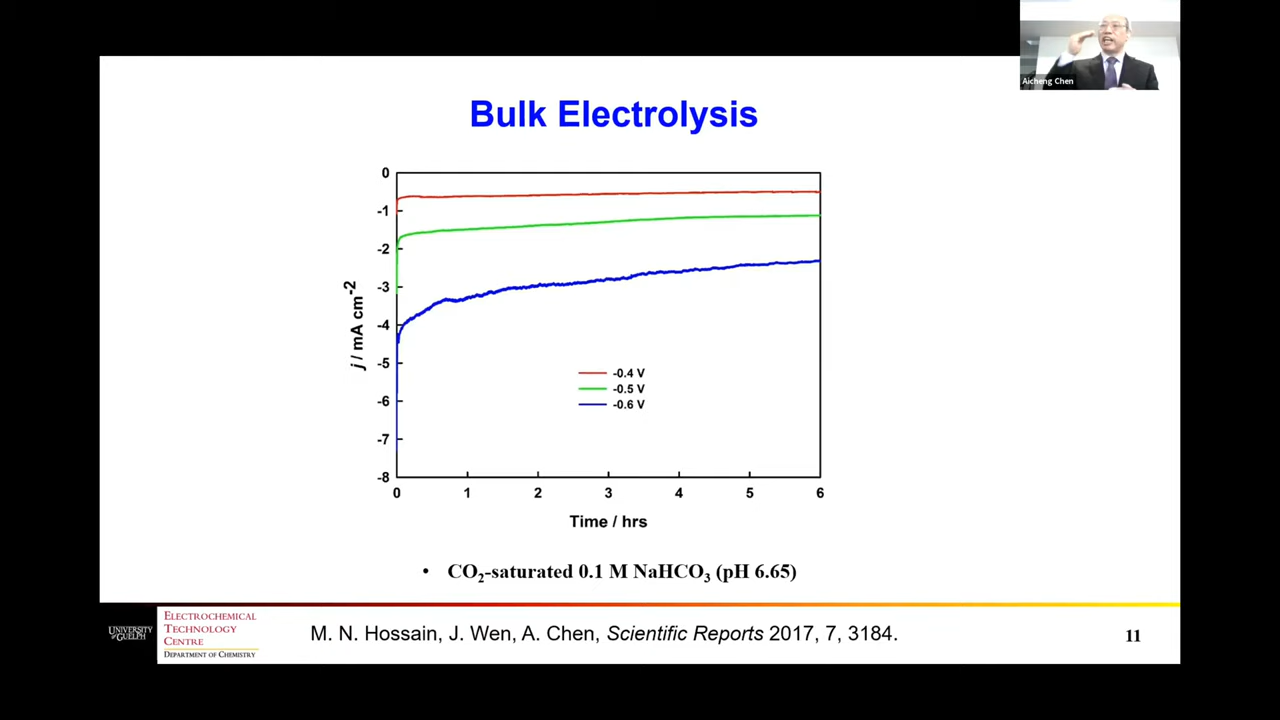 Aicheng Chen
Bulk Electrolysis
0
-1
-2
-3
-4
-5
-6
-7
-8
j / mA cm-2
-0.4 V
-0.5 V
-0.6 V
0 1 2 3 4 5 6
Time / hrs
• CO2-saturated 0.1 M NaHCO3 (pH 6.65)
UNIVERSITY
OF GUELPH
ELECTROCHEMICAL
TECHNOLOGY
CENTRE
DEPARTMENT OF CHEMISTRY
M. N. Hossain, J. Wen, A. Chen, Scientific Reports 2017, 7, 3184.
11